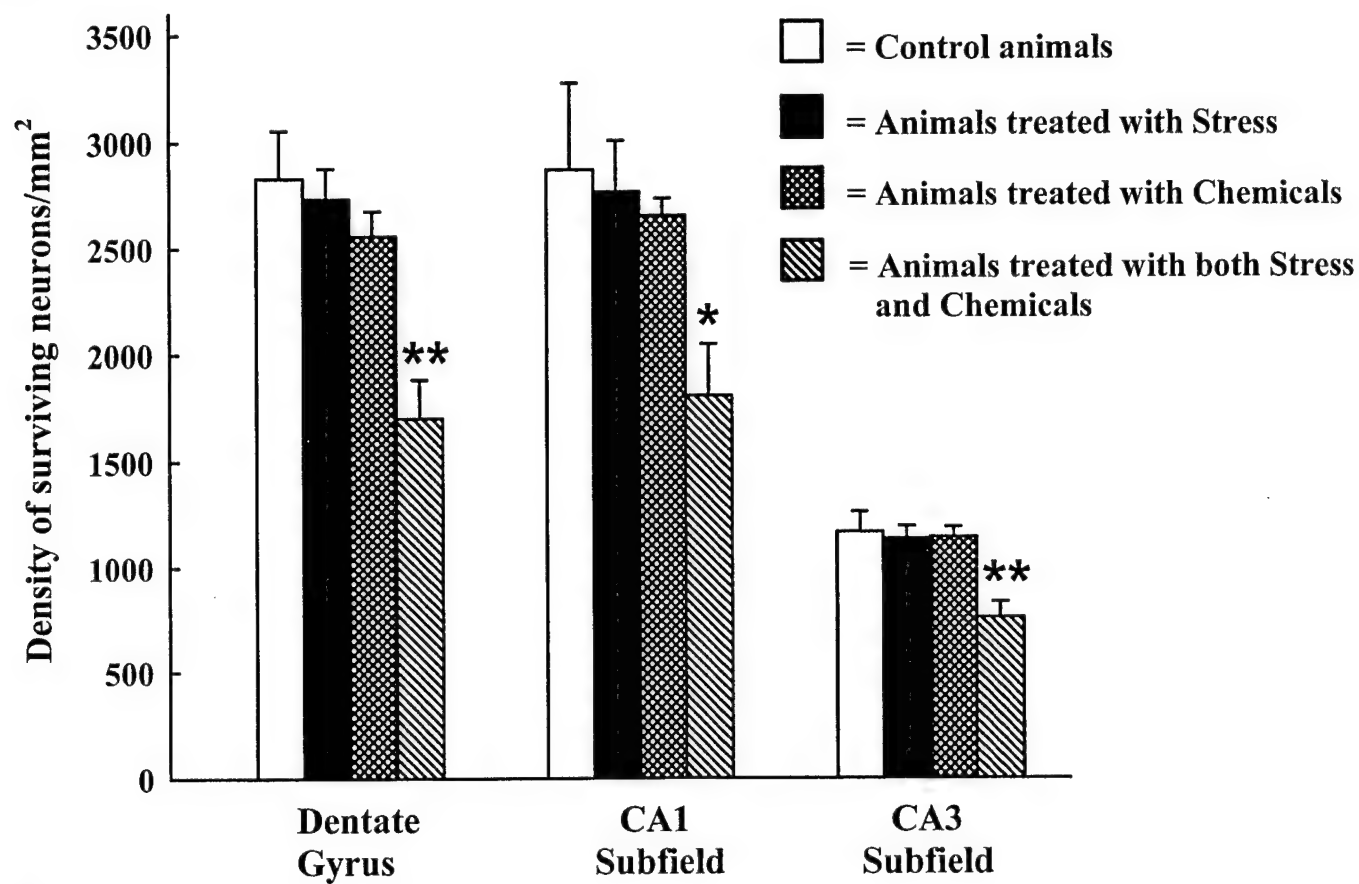 3500
3000
2500
2000
1500
1000
500
0
Density of surviving neurons/mm²
= Control animals
= Animals treated with Stress
= Animals treated with Chemicals
= Animals treated with both Stress
and Chemicals
**
*
**
Dentate
Gyrus
CA1
Subfield
CA3
Subfield